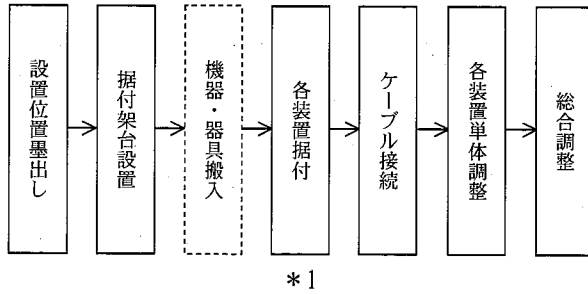 設置位置墨出し
据付架台設置
機器・器具搬入
各装置据付
ケーブル接続
各装置単体調整
総合調整
*1